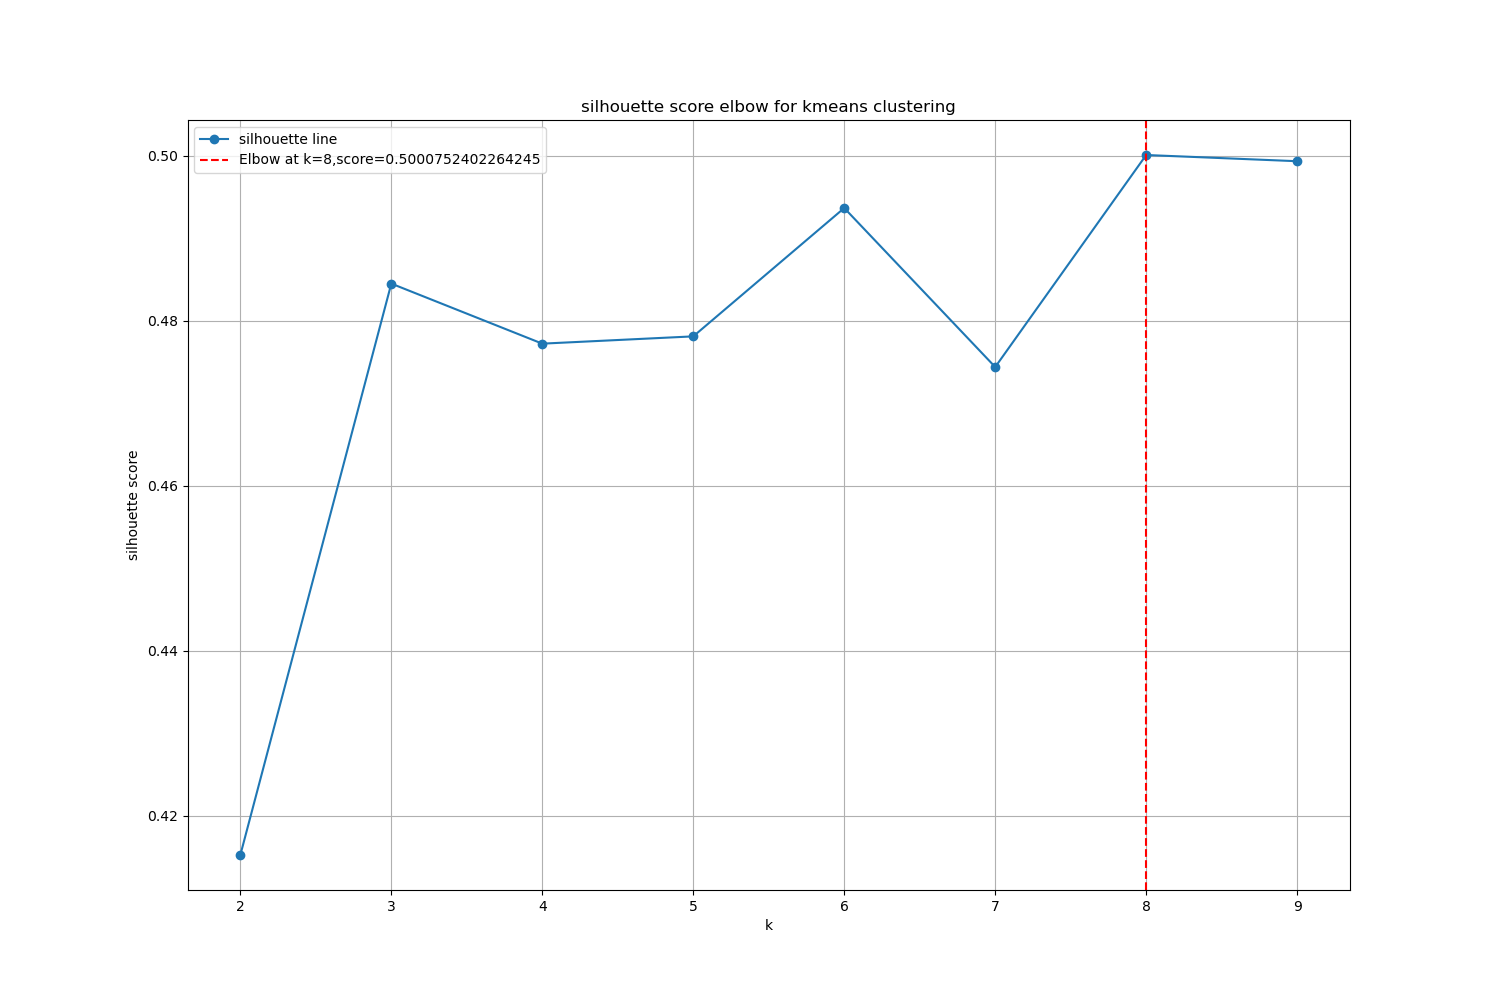 silhouette score elbow for kmeans clustering
silhouette line
Elbow at k=8,score=0.5000752402264245
0.50
0.48
0.46
0.44
0.42
silhouette score
2 3 4 5 6 7 8 9
k